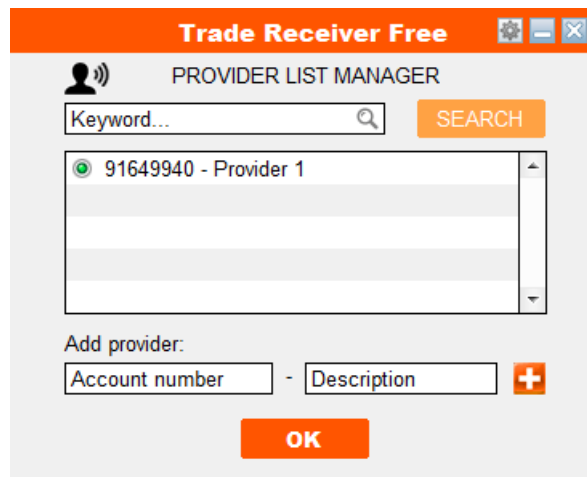 Trade Receiver Free
PROVIDER LIST MANAGER
Keyword...
SEARCH
91649940 - Provider 1
Add provider:
Account number - Description
OK